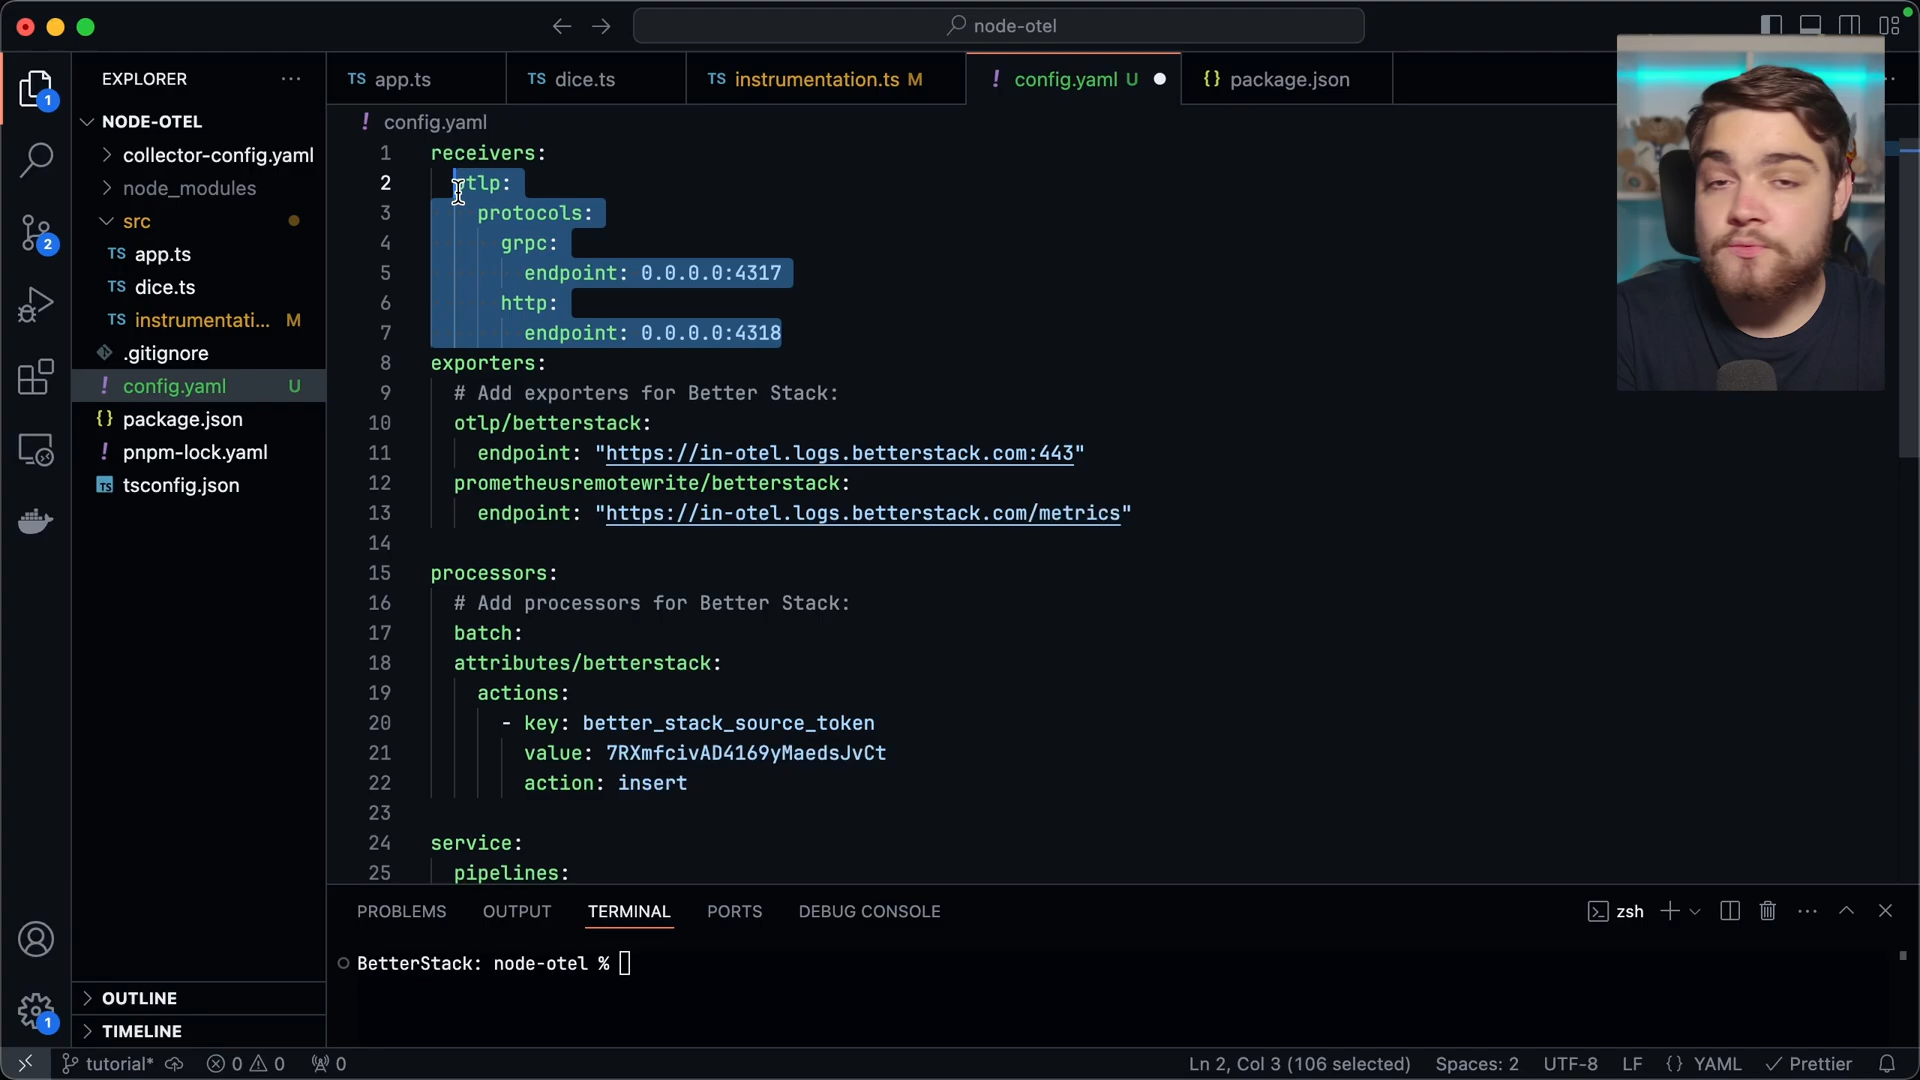 node-otel
EXPLORER
TS app.ts
TS dice.ts
TS instrumentation.ts M
! config.yaml U
{} package.json
NODE-OTEL
collector-config.yaml
node_modules
src
TS app.ts
TS dice.ts
TS instrumentati... M
.gitignore
! config.yaml U
{} package.json
! pnpm-lock.yaml
TS tsconfig.json
OUTLINE
TIMELINE
1
2
1
! config.yaml
1 receivers:
2 otlp:
3 protocols:
4 grpc:
5 endpoint: 0.0.0.0:4317
6 http:
7 endpoint: 0.0.0.0:4318
8 exporters:
9 # Add exporters for Better Stack:
10 otlp/betterstack:
11 endpoint: "https://in-otel.logs.betterstack.com:443"
12 prometheusremotewrite/betterstack:
13 endpoint: "https://in-otel.logs.betterstack.com/metrics"
14
15 processors:
16 # Add processors for Better Stack:
17 batch:
18 attributes/betterstack:
19 actions:
20 - key: better_stack_source_token
21 value: 7RXmfcivAD4169yMaedsJvCt
22 action: insert
23
24 service:
25 pipelines:
PROBLEMS OUTPUT TERMINAL PORTS DEBUG CONSOLE
zsh
BetterStack: node-otel %
tutorial* 0 0 0
Ln 2, Col 3 (106 selected) Spaces: 2 UTF-8 LF {} YAML Prettier